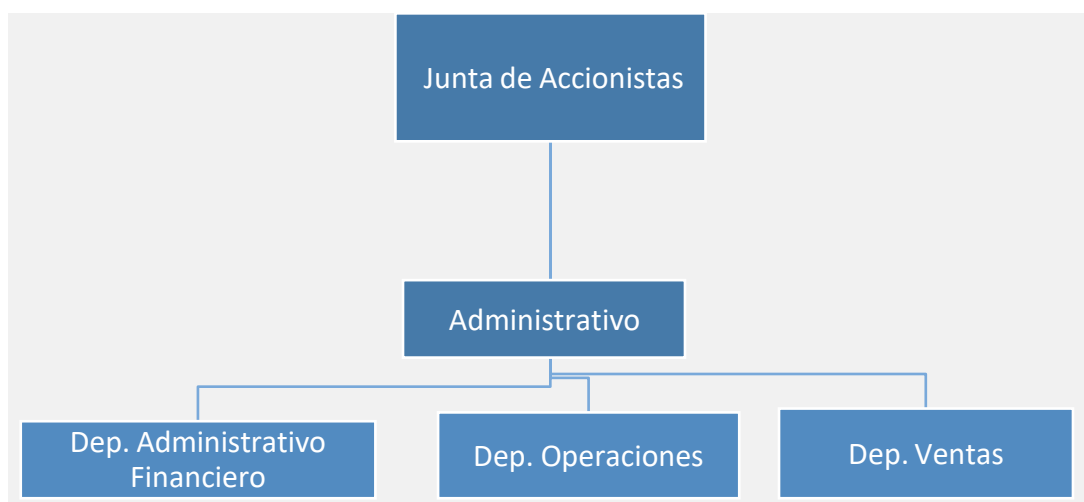 Junta de Accionistas
Administrativo
Dep. Administrativo
Financiero
Dep. Operaciones
Dep. Ventas